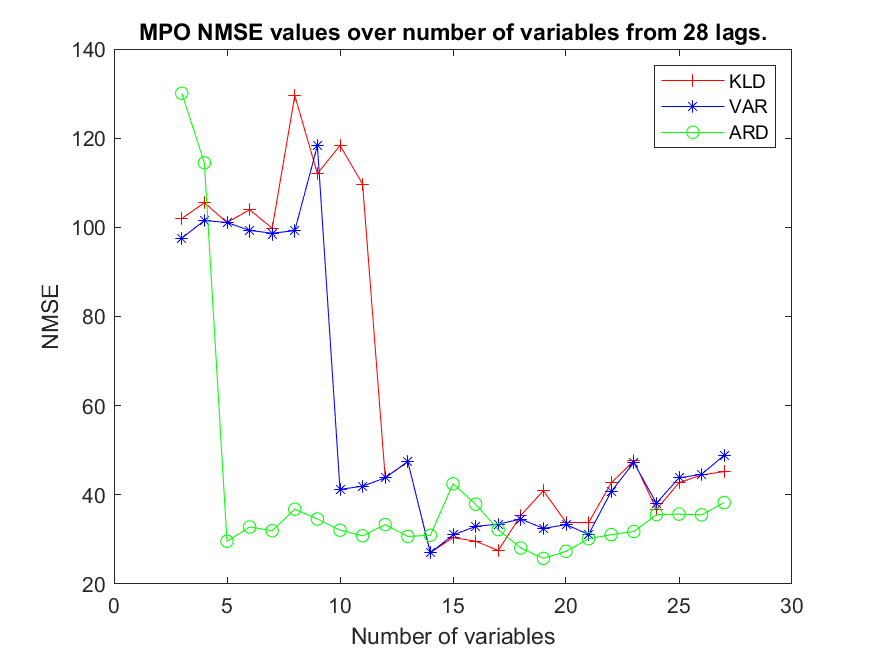 MPO NMSE values over number of variables from 28 lags.
140
120
100
80
60
40
20
NMSE
KLD
VAR
ARD
0 5 10 15 20 25 30
Number of variables